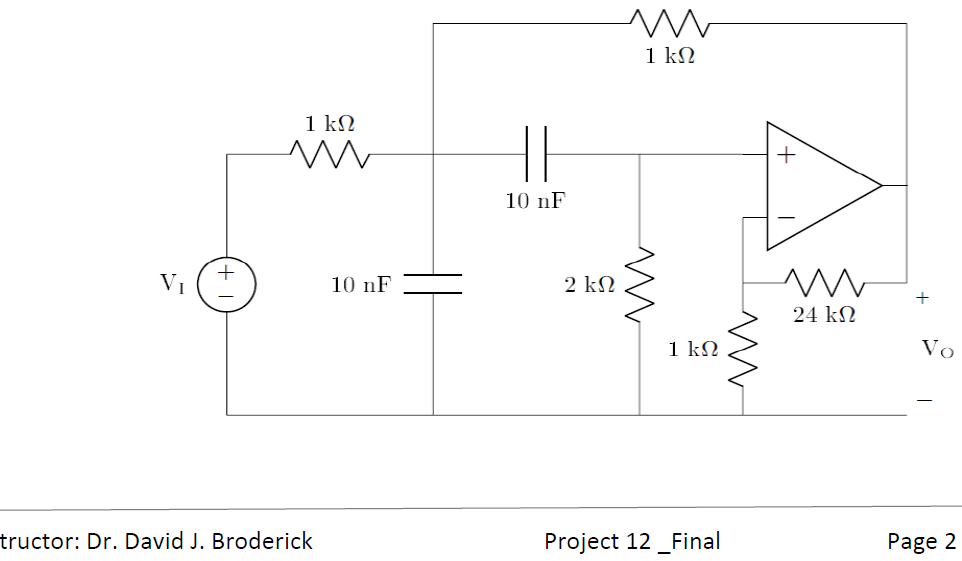 1 kΩ
1 kΩ
+
10 nF
−
V_I
+
−
10 nF
2 kΩ
24 kΩ
+
1 kΩ
V_O
−
tructor: Dr. David J. Broderick Project 12 _Final Page 2